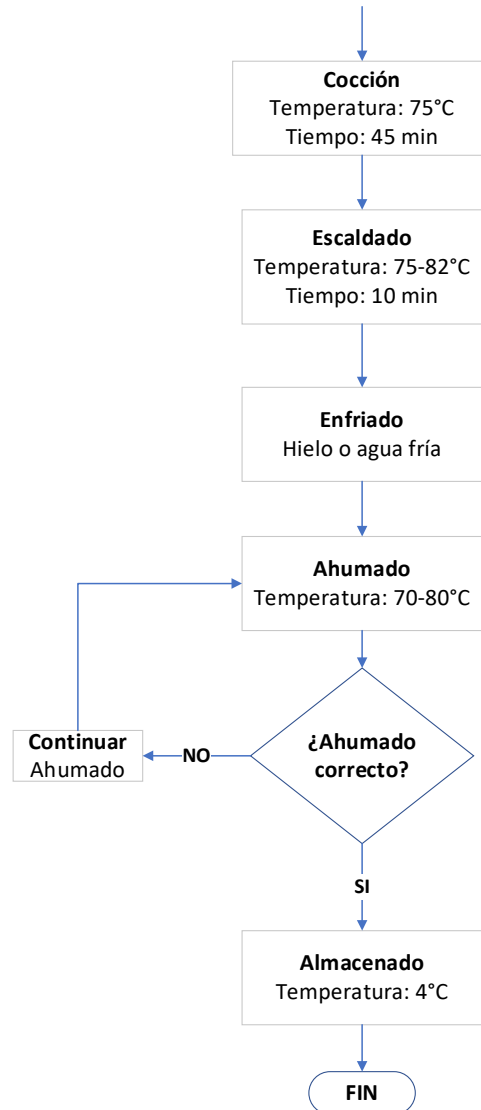 Cocción
Temperatura: 75°C
Tiempo: 45 min
Escaldado
Temperatura: 75-82°C
Tiempo: 10 min
Enfriado
Hielo o agua fría
Ahumado
Temperatura: 70-80°C
¿Ahumado
correcto?
NO
Continuar
Ahumado
SI
Almacenado
Temperatura: 4°C
FIN